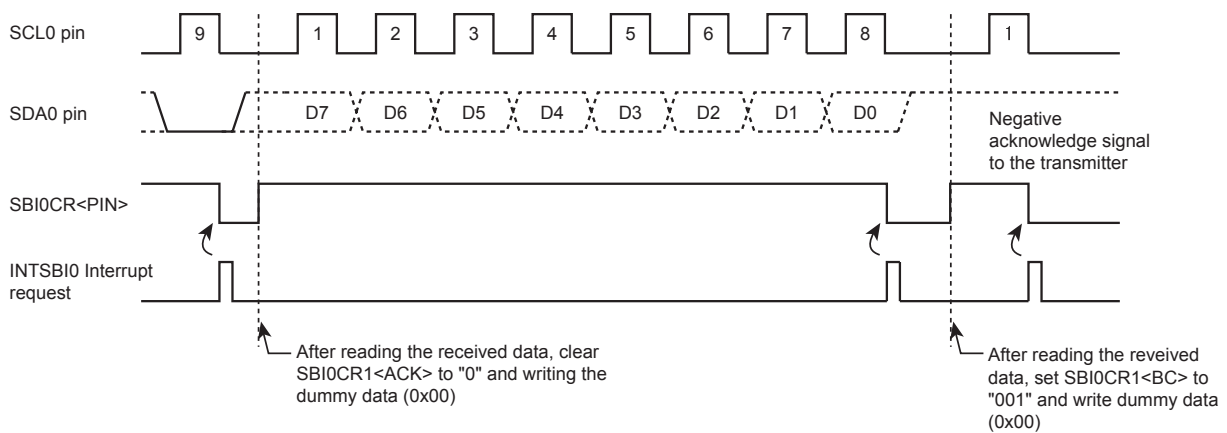 SCL0 pin
9 1 2 3 4 5 6 7 8 1
SDA0 pin
D7 D6 D5 D4 D3 D2 D1 D0
Negative
acknowledge signal
to the transmitter
SBI0CR<PIN>
INTSBI0 Interrupt
request
After reading the received data, clear
SBI0CR1<ACK> to "0" and writing the
dummy data (0x00)
After reading the reveived
data, set SBI0CR1<BC> to
"001" and write dummy data
(0x00)